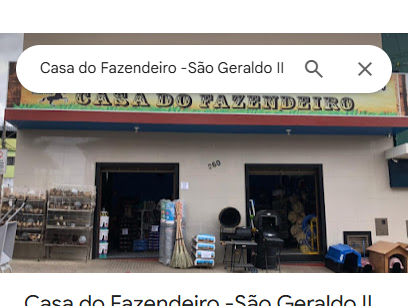 Casa do Fazendeiro -São Geraldo II
CASA DO FAZENDEIRO
260
Casa do Fazendeiro -São Geraldo II